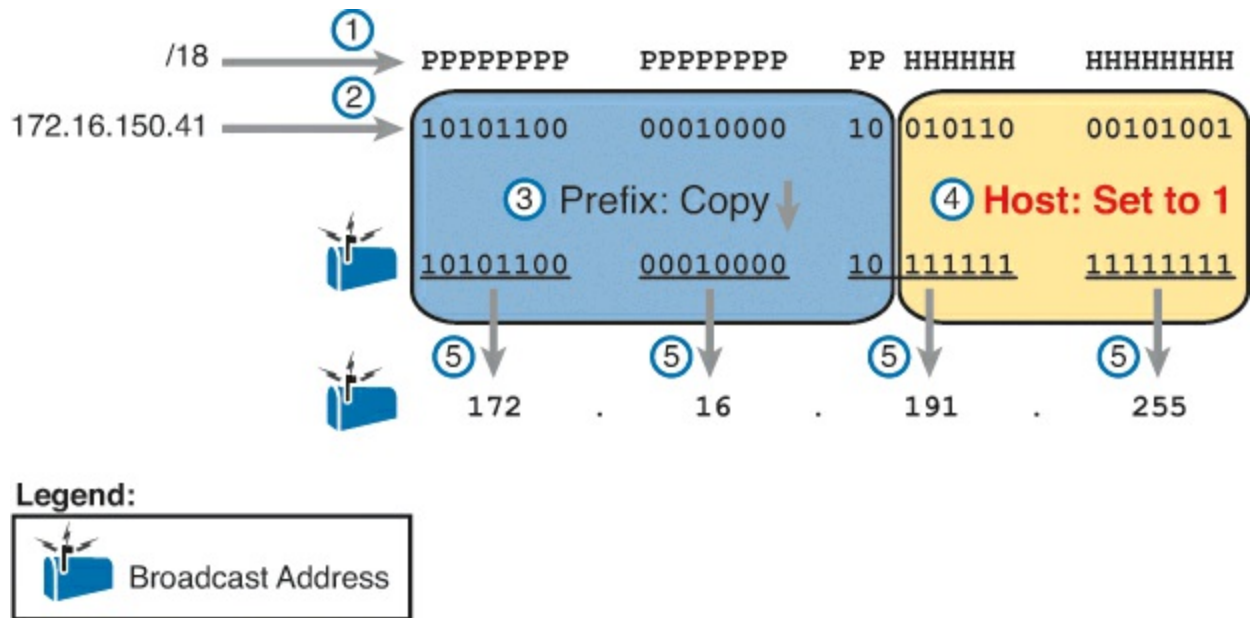 ①
/18 PPPPPPPP PPPPPPPP PP HHHHHH HHHHHHHH
②
172.16.150.41 10101100 00010000 10 010110 00101001
③ Prefix: Copy ④ Host: Set to 1
10101100 00010000 10 111111 11111111
⑤ ⑤ ⑤ ⑤
172 . 16 . 191 . 255
Legend:
Broadcast Address